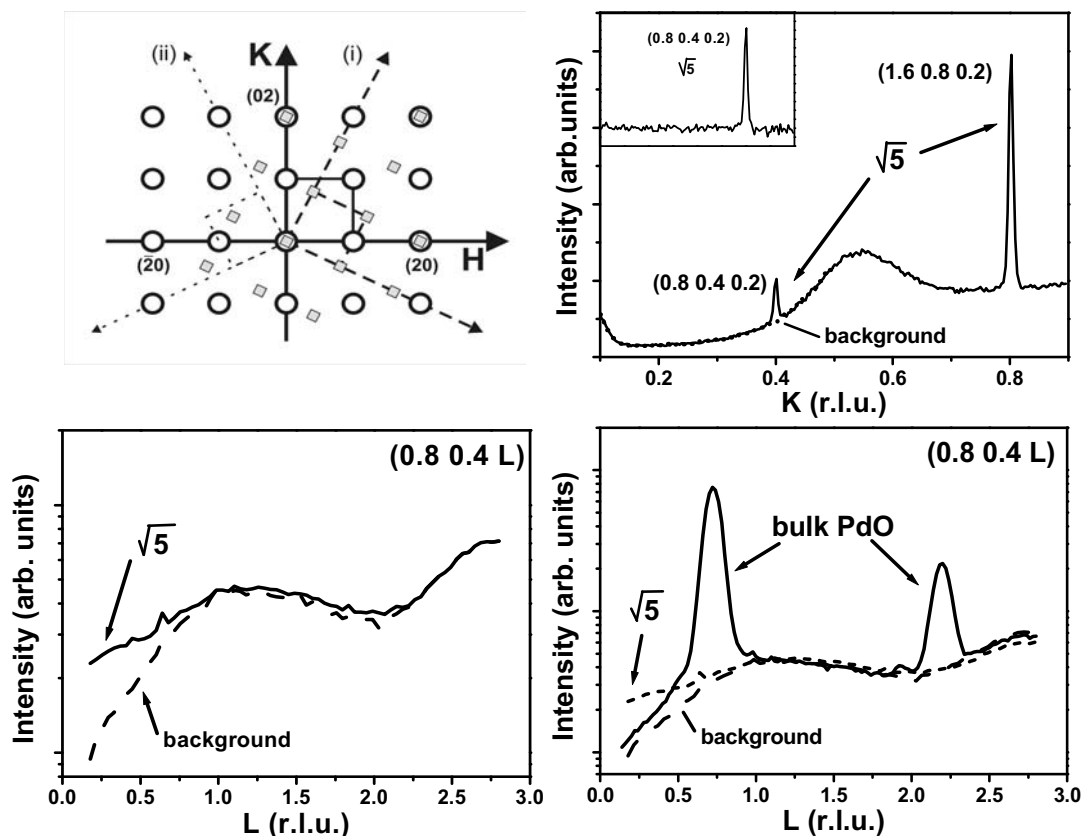 (ii)
K
(i)
(02)
(2̄0)
(20)
H
(0.8 0.4 0.2)
√5
(1.6 0.8 0.2)
√5
(0.8 0.4 0.2)
background
Intensity (arb.units)
0.2
0.4
0.6
0.8
K (r.l.u.)
(0.8 0.4 L)
√5
background
Intensity (arb. units)
0.0
0.5
1.0
1.5
2.0
2.5
3.0
L (r.l.u.)
(0.8 0.4 L)
bulk PdO
√5
background
Intensity (arb. units)
0.0
0.5
1.0
1.5
2.0
2.5
3.0
L (r.l.u.)